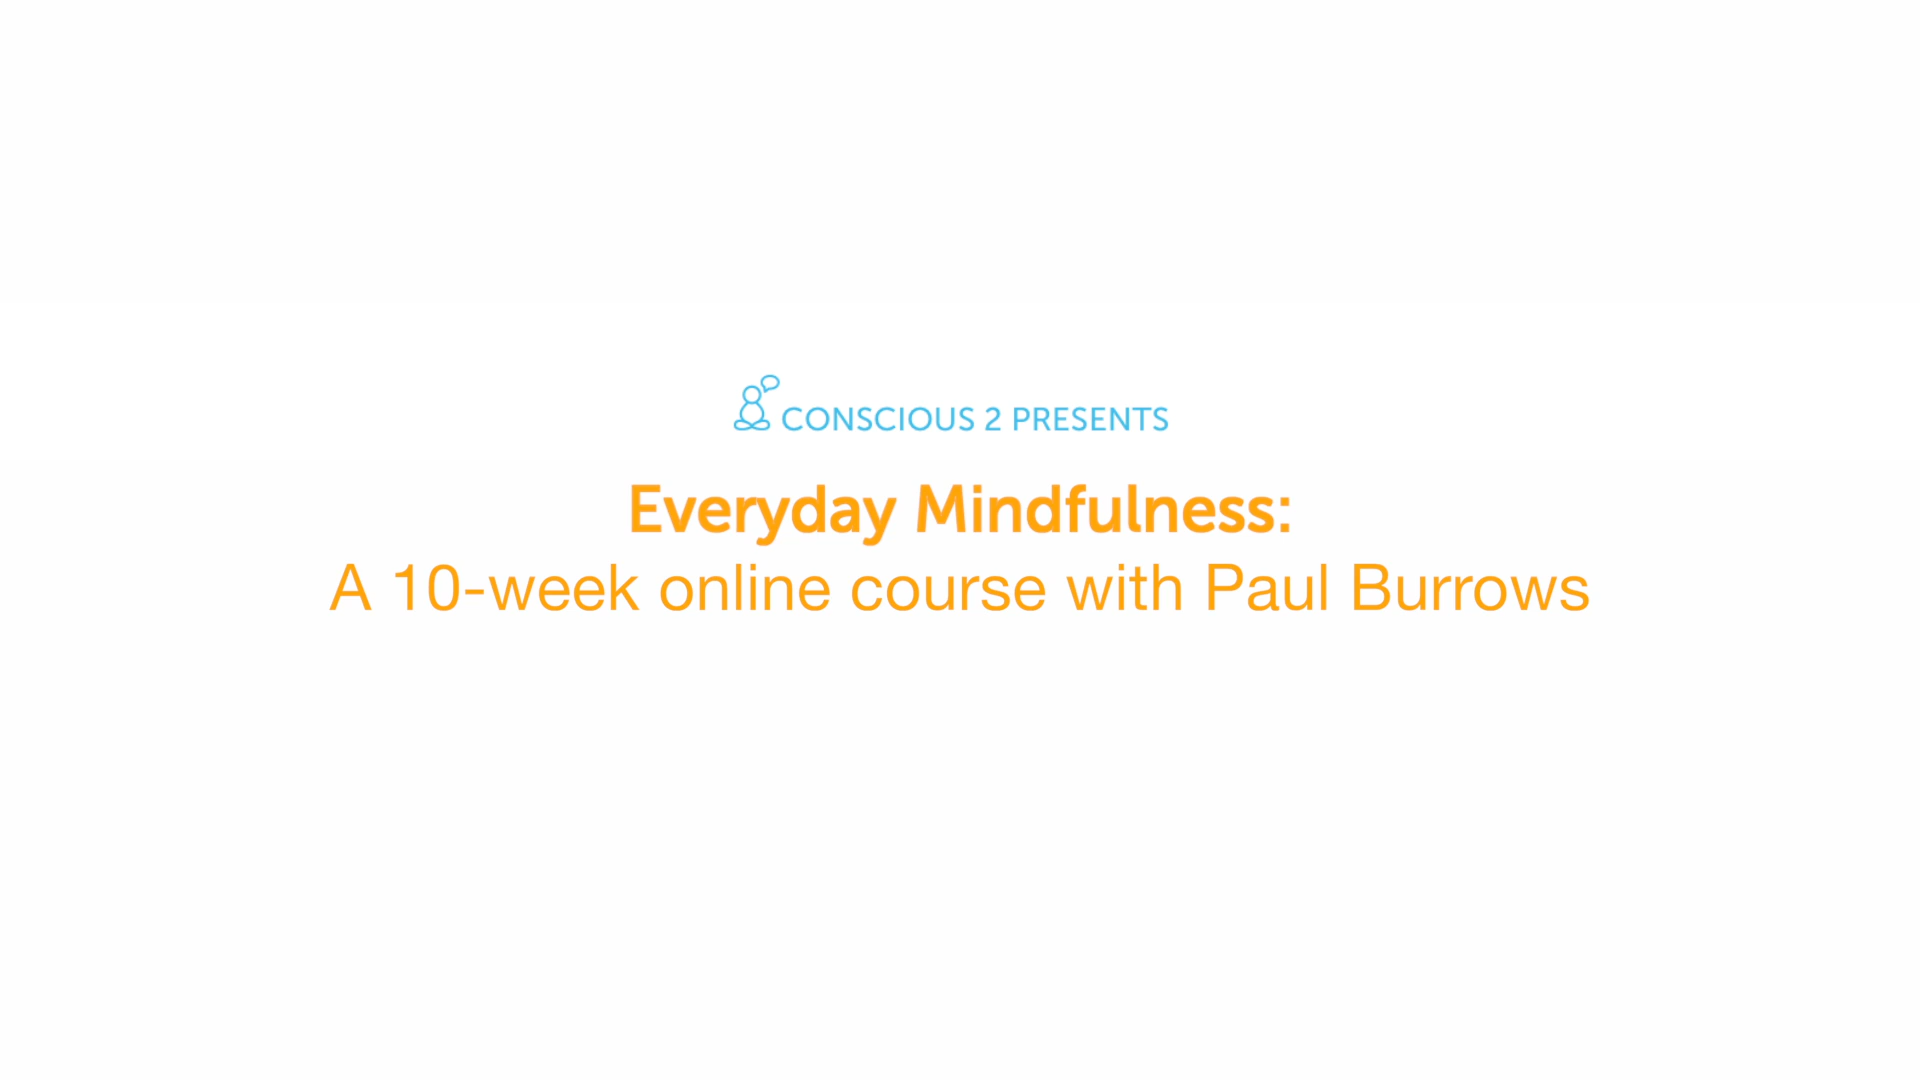 CONSCIOUS 2 PRESENTS
Everyday Mindfulness:
A 10-week online course with Paul Burrows